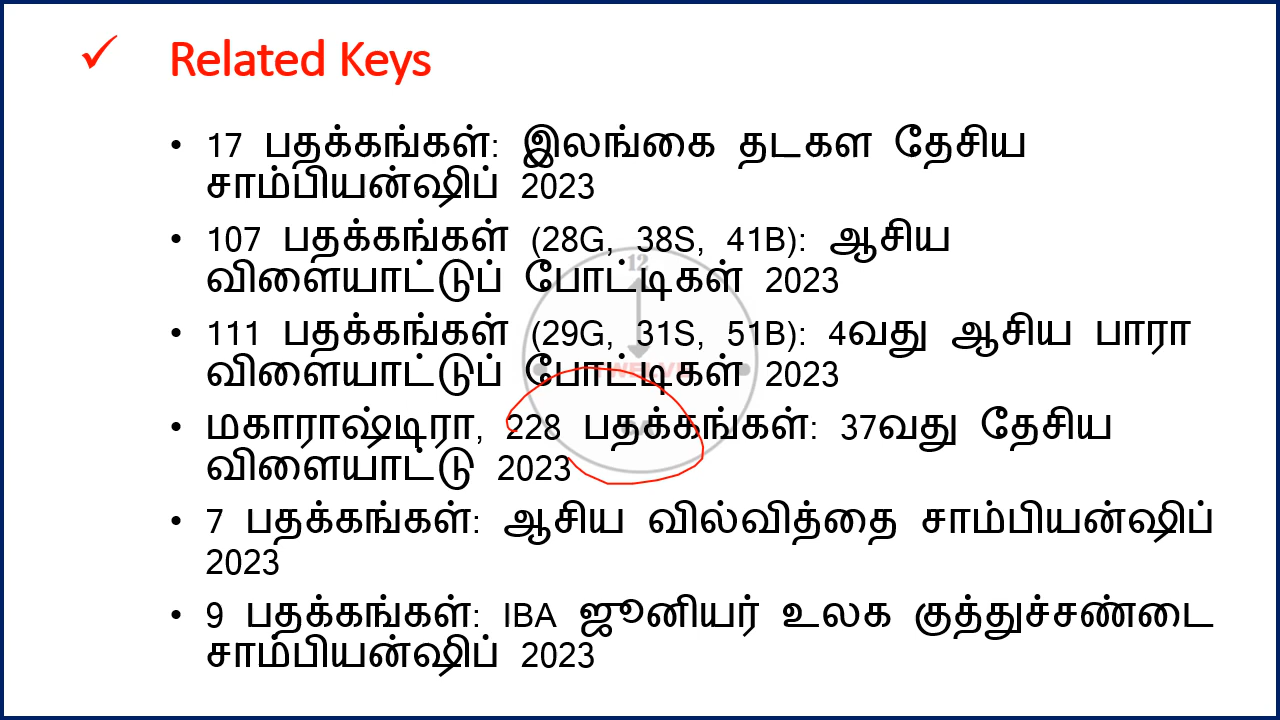 ✓ Related Keys
• 17 பதக்கங்கள்: இலங்கை தடகள தேசிய
சாம்பியன்ஷிப் 2023
• 107 பதக்கங்கள் (28G, 38S, 41B): ஆசிய
விளையாட்டுப் போட்டிகள் 2023
• 111 பதக்கங்கள் (29G, 31S, 51B): 4வது ஆசிய பாரா
விளையாட்டுப் போட்டிகள் 2023
• மகாராஷ்டிரா, 228 பதக்கங்கள்: 37வது தேசிய
விளையாட்டு 2023
• 7 பதக்கங்கள்: ஆசிய வில்வித்தை சாம்பியன்ஷிப்
2023
• 9 பதக்கங்கள்: IBA ஜூனியர் உலக குத்துச்சண்டை
சாம்பியன்ஷிப் 2023
12